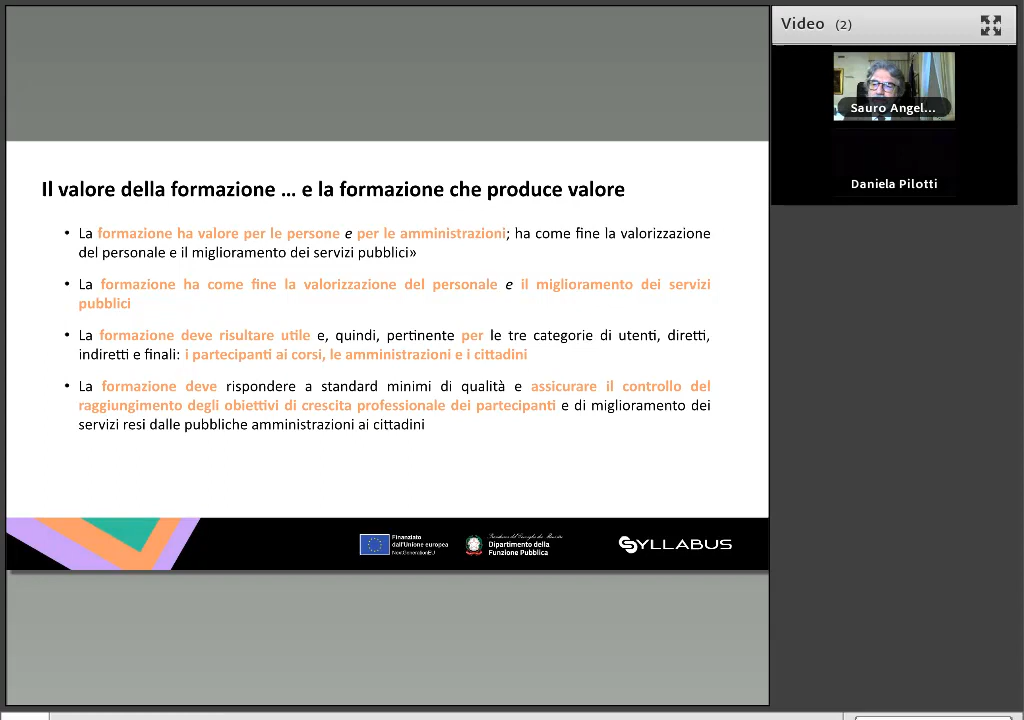 Video (2)
Sauro Angel...
Daniela Pilotti
Il valore della formazione ... e la formazione che produce valore
• La formazione ha valore per le persone e per le amministrazioni; ha come fine la valorizzazione
del personale e il miglioramento dei servizi pubblici»
• La formazione ha come fine la valorizzazione del personale e il miglioramento dei servizi
pubblici
• La formazione deve risultare utile e, quindi, pertinente per le tre categorie di utenti, diretti,
indiretti e finali: i partecipanti ai corsi, le amministrazioni e i cittadini
• La formazione deve rispondere a standard minimi di qualità e assicurare il controllo del
raggiungimento degli obiettivi di crescita professionale dei partecipanti e di miglioramento dei
servizi resi dalle pubbliche amministrazioni ai cittadini
Finanziato
dall'Unione europea
NextGenerationEU
Dipartimento della
Funzione Pubblica
SYLLABUS